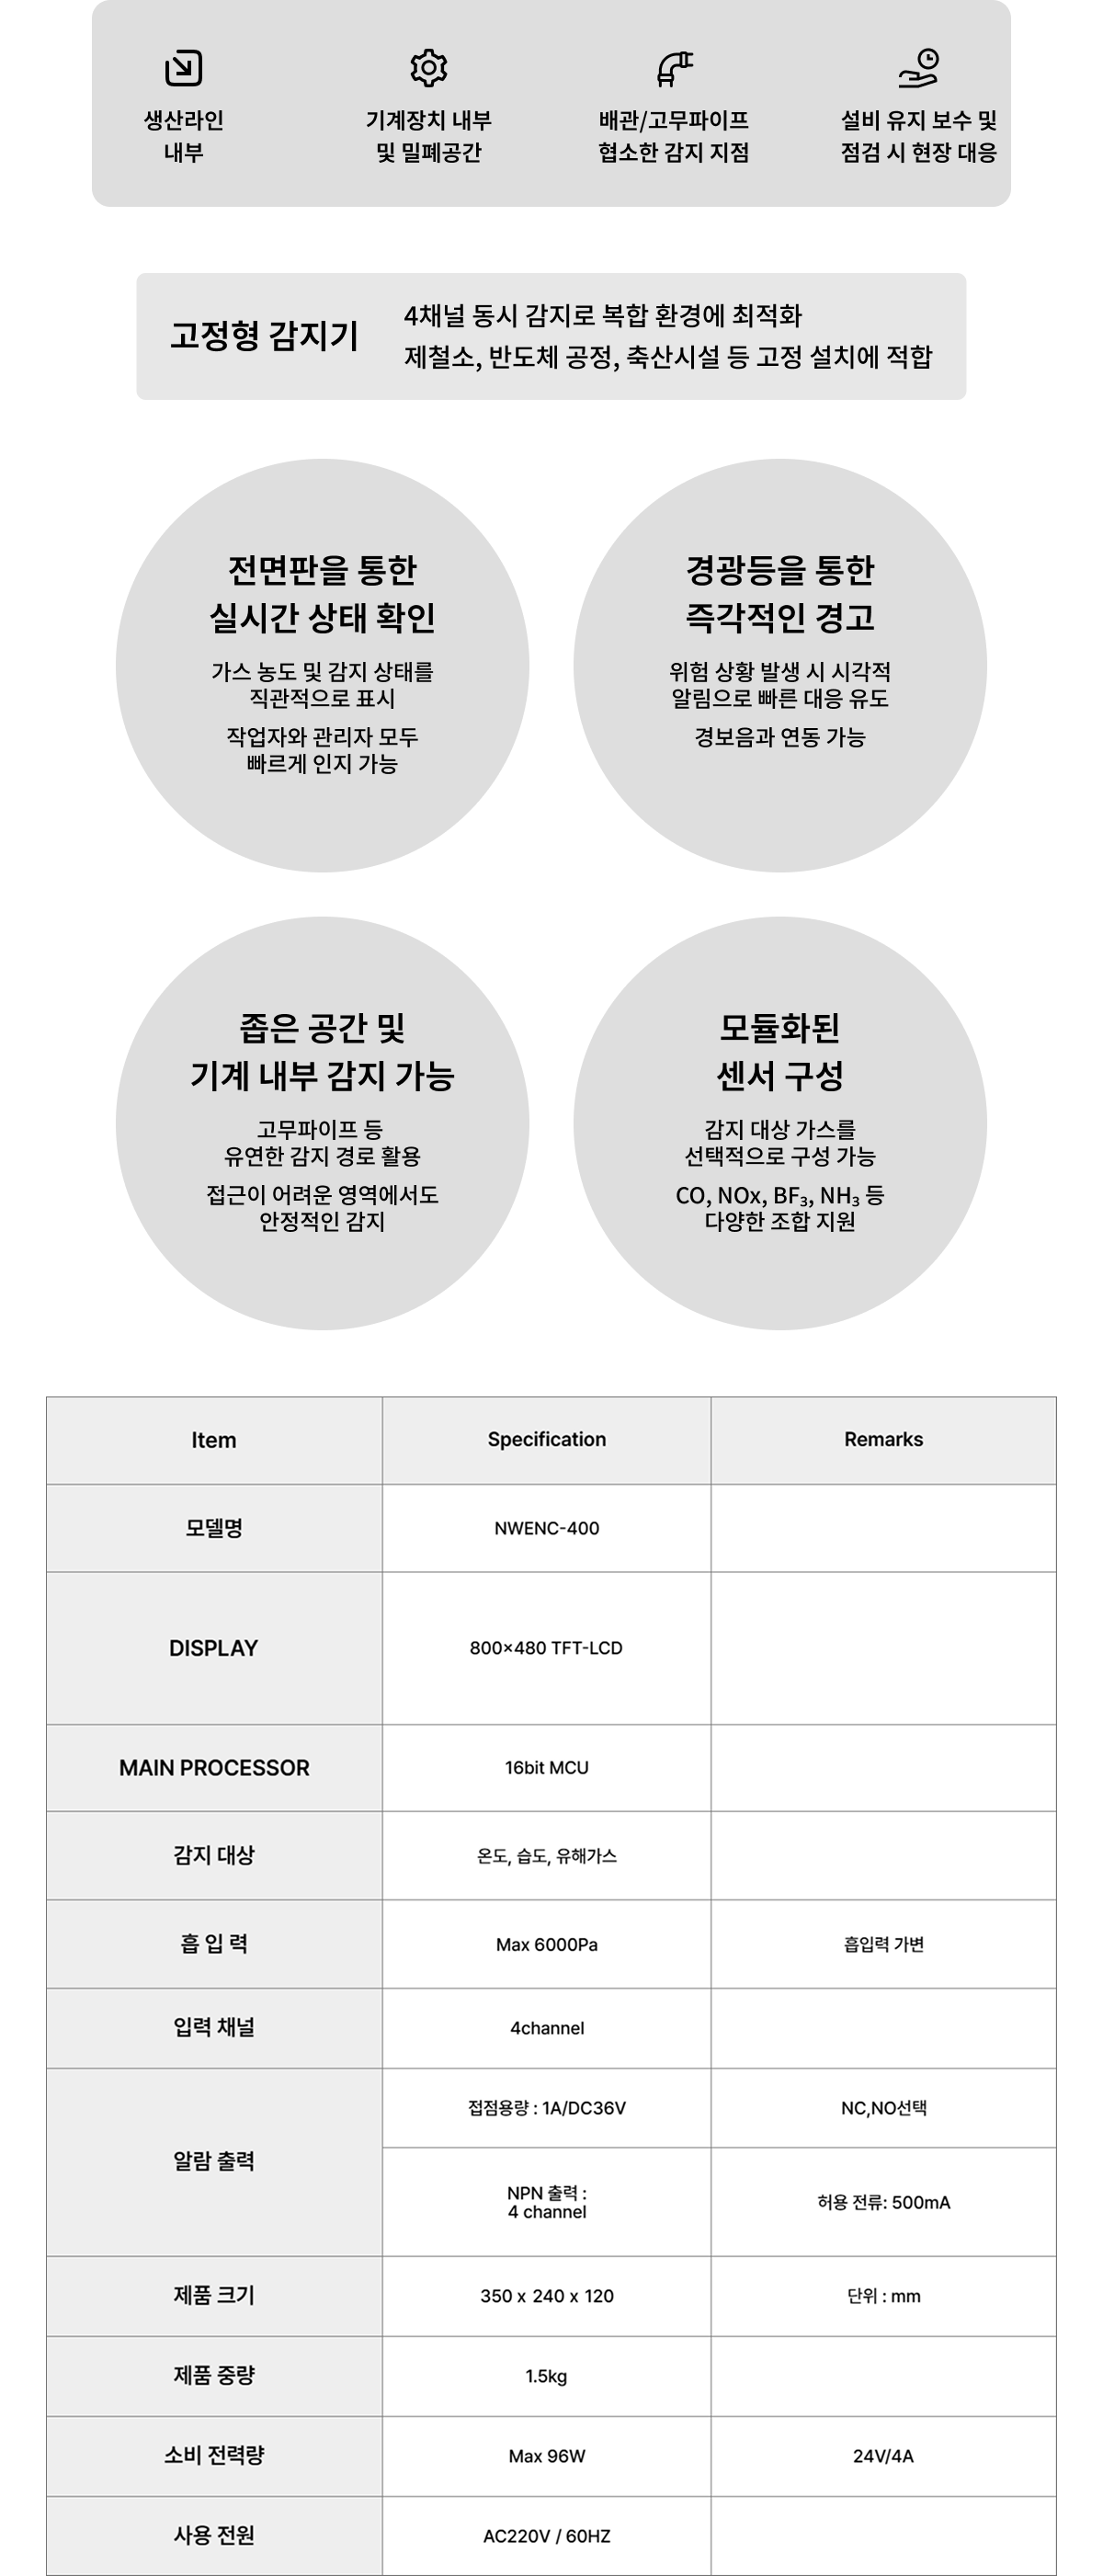 생산라인
내부
기계장치 내부
및 밀폐공간
배관/고무파이프
협소한 감지 지점
설비 유지 보수 및
점검 시 현장 대응
고정형 감지기
4채널 동시 감지로 복합 환경에 최적화
제철소, 반도체 공정, 축산시설 등 고정 설치에 적합
전면판을 통한
실시간 상태 확인
가스 농도 및 감지 상태를
직관적으로 표시
작업자와 관리자 모두
빠르게 인지 가능
경광등을 통한
즉각적인 경고
위험 상황 발생 시 시각적
알림으로 빠른 대응 유도
경보음과 연동 가능
좁은 공간 및
기계 내부 감지 가능
고무파이프 등
유연한 감지 경로 활용
접근이 어려운 영역에서도
안정적인 감지
모듈화된
센서 구성
감지 대상 가스를
선택적으로 구성 가능
CO, NOx, BF₃, NH₃ 등
다양한 조합 지원
Item Specification Remarks
모델명 NWENC-400
DISPLAY 800×480 TFT-LCD
MAIN PROCESSOR 16bit MCU
감지 대상 온도, 습도, 유해가스
흡 입 력 Max 6000Pa 흡입력 가변
입력 채널 4channel
알람 출력
접점용량 : 1A/DC36V NC,NO선택
NPN 출력 :
4 channel
허용 전류: 500mA
제품 크기 350 x 240 x 120 단위 : mm
제품 중량 1.5kg
소비 전력량 Max 96W 24V/4A
사용 전원 AC220V / 60HZ